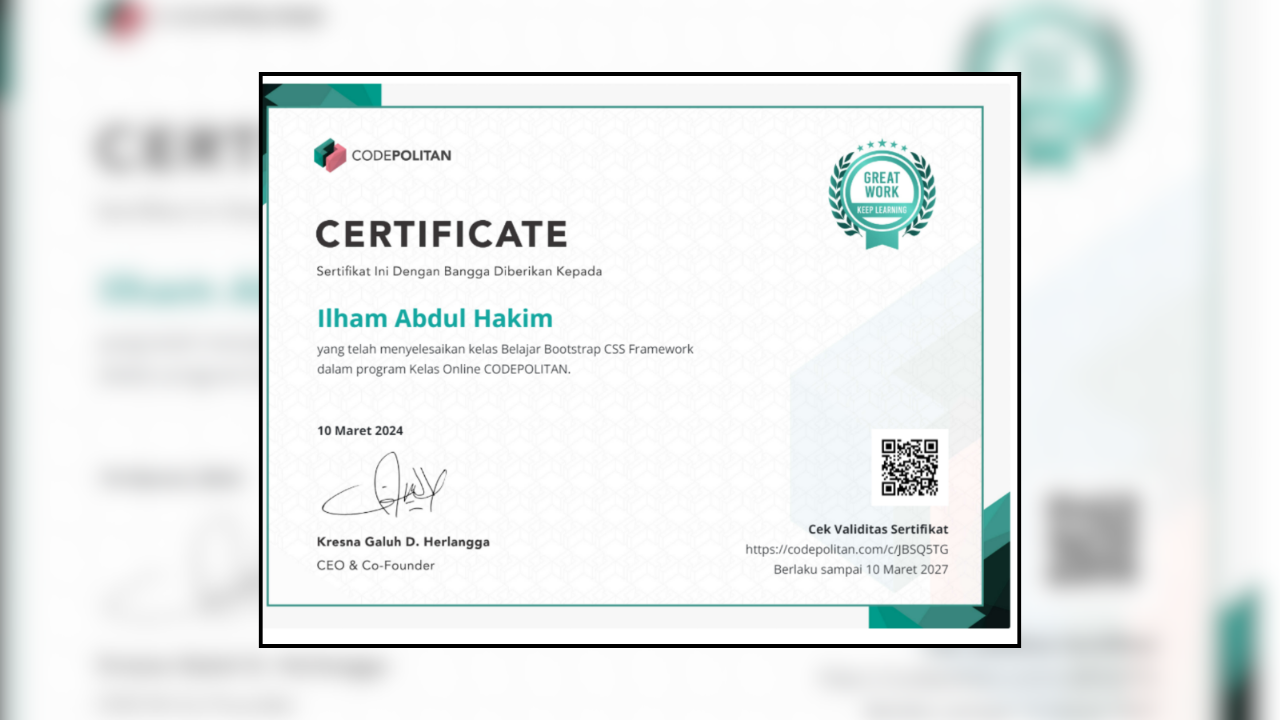 CODEPOLITAN
GREAT
WORK
KEEP LEARNING
CERTIFICATE
Sertifikat Ini Dengan Bangga Diberikan Kepada
Ilham Abdul Hakim
yang telah menyelesaikan kelas Belajar Bootstrap CSS Framework
dalam program Kelas Online CODEPOLITAN.
10 Maret 2024
Kresna Galuh D. Herlangga
CEO & Co-Founder
Cek Validitas Sertifikat
https://codepolitan.com/c/JBSQ5TG
Berlaku sampai 10 Maret 2027